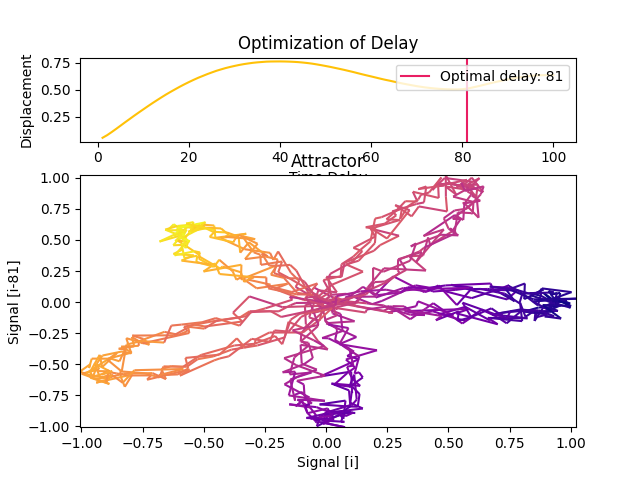 Optimization of Delay
Displacement
0.75
0.50
0.25
Optimal delay: 81
0 20 40 60 80 100
Time Delay
Attractor
Signal [i-81]
1.00
0.75
0.50
0.25
0.00
−0.25
−0.50
−0.75
−1.00
−1.00 −0.75 −0.50 −0.25 0.00 0.25 0.50 0.75 1.00
Signal [i]